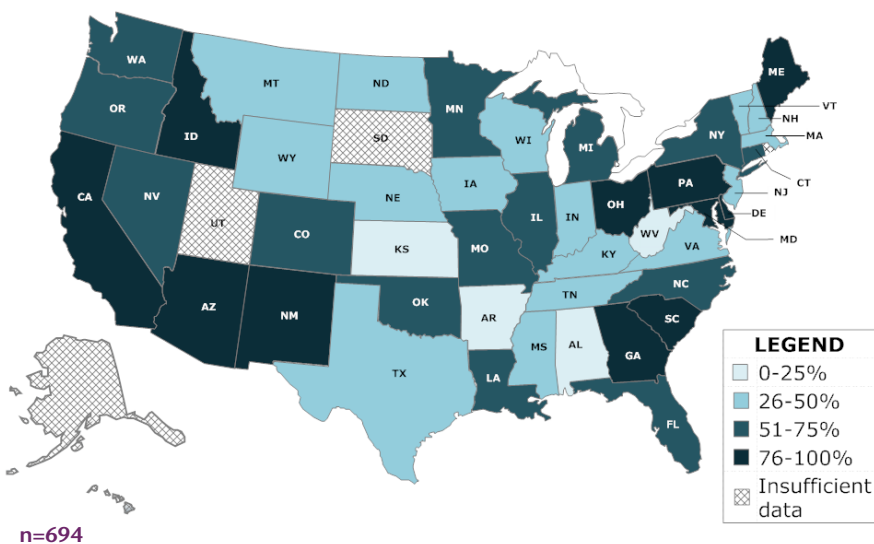 WA
OR
CA
NV
ID
MT
WY
UT
AZ
CO
NM
ND
SD
NE
KS
OK
TX
MN
IA
MO
AR
LA
WI
IL
MI
IN
OH
KY
TN
MS
AL
GA
FL
SC
NC
VA
WV
PA
NY
ME
VT
NH
MA
CT
NJ
DE
MD
LEGEND
0-25%
26-50%
51-75%
76-100%
Insufficient
data
n=694